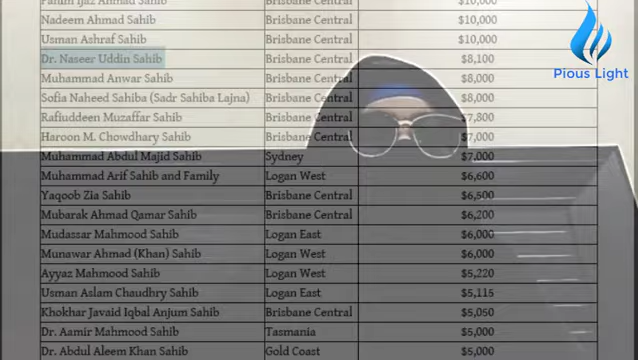 Fahim Ijaz Ahmad Sahib Brisbane Central $10,000
Nadeem Ahmad Sahib Brisbane Central $10,000
Usman Ashraf Sahib Brisbane Central $10,000
Dr. Naseer Uddin Sahib Brisbane Central $8,100
Muhammad Anwar Sahib Brisbane Central $8,000
Sofia Naheed Sahiba (Sadr Sahiba Lajna) Brisbane Central $8,000
Rafiuddeen Muzaffar Sahib Brisbane Central $7,800
Haroon M. Chowdhary Sahib Brisbane Central $7,000
Muhammad Abdul Majid Sahib Sydney $7,000
Muhammad Arif Sahib and Family Logan West $6,600
Yaqoob Zia Sahib Brisbane Central $6,500
Mubarak Ahmad Qamar Sahib Brisbane Central $6,200
Mudassar Mahmood Sahib Logan East $6,000
Munawar Ahmad (Khan) Sahib Logan West $6,000
Ayyaz Mahmood Sahib Logan West $5,220
Usman Aslam Chaudhry Sahib Logan East $5,115
Khokhar Javaid Iqbal Anjum Sahib Brisbane Central $5,050
Dr. Aamir Mahmood Sahib Tasmania $5,000
Dr. Abdul Aleem Khan Sahib Gold Coast $5,000
Pious Light